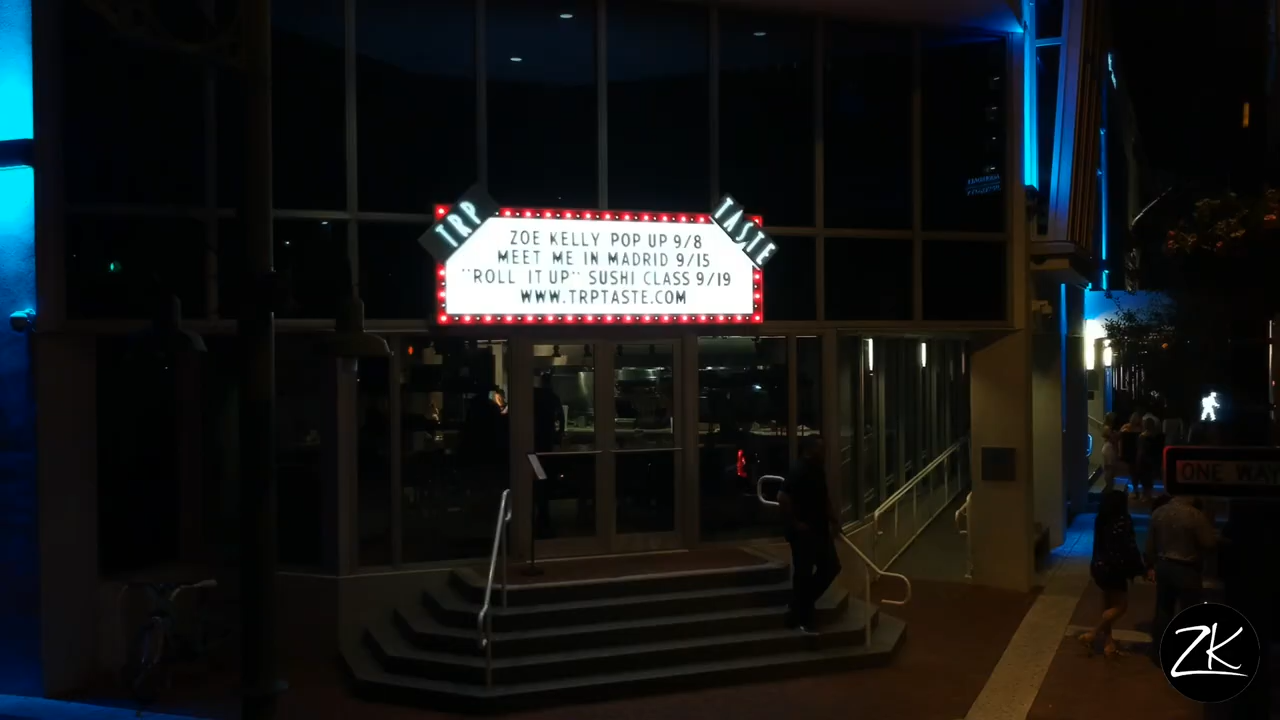 TRP
TASTE
ZOE KELLY POP UP 9/8
MEET ME IN MADRID 9/15
"ROLL IT UP" SUSHI CLASS 9/19
WWW.TRPTASTE.COM
ONE WAY
ZK